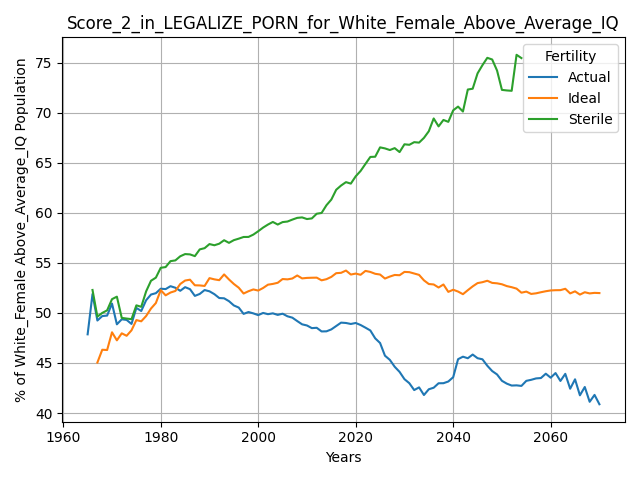 Score_2_in_LEGALIZE_PORN_for_White_Female_Above_Average_IQ
% of White_Female Above_Average_IQ Population
75
70
65
60
55
50
45
40
1960
1980
2000
2020
2040
2060
Years
Fertility
Actual
Ideal
Sterile